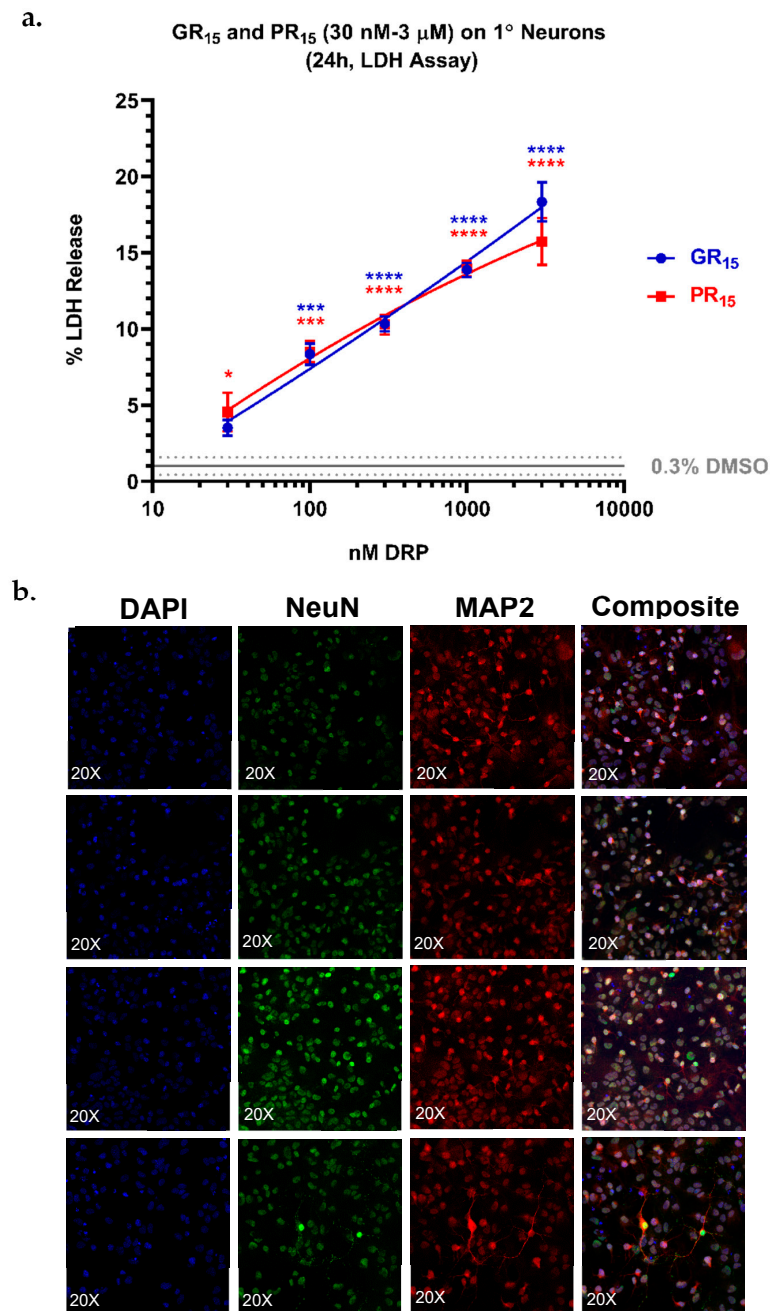 a.
GR15 and PR15 (30 nM-3 μM) on 1° Neurons
(24h, LDH Assay)
25
20
15
10
5
0
% LDH Release
****
****
****
****
****
****
***
***
*
GR15
PR15
0.3% DMSO
10 100 1000 10000
nM DRP
b.
DAPI NeuN MAP2 Composite
20X 20X 20X 20X
20X 20X 20X 20X
20X 20X 20X 20X
20X 20X 20X 20X